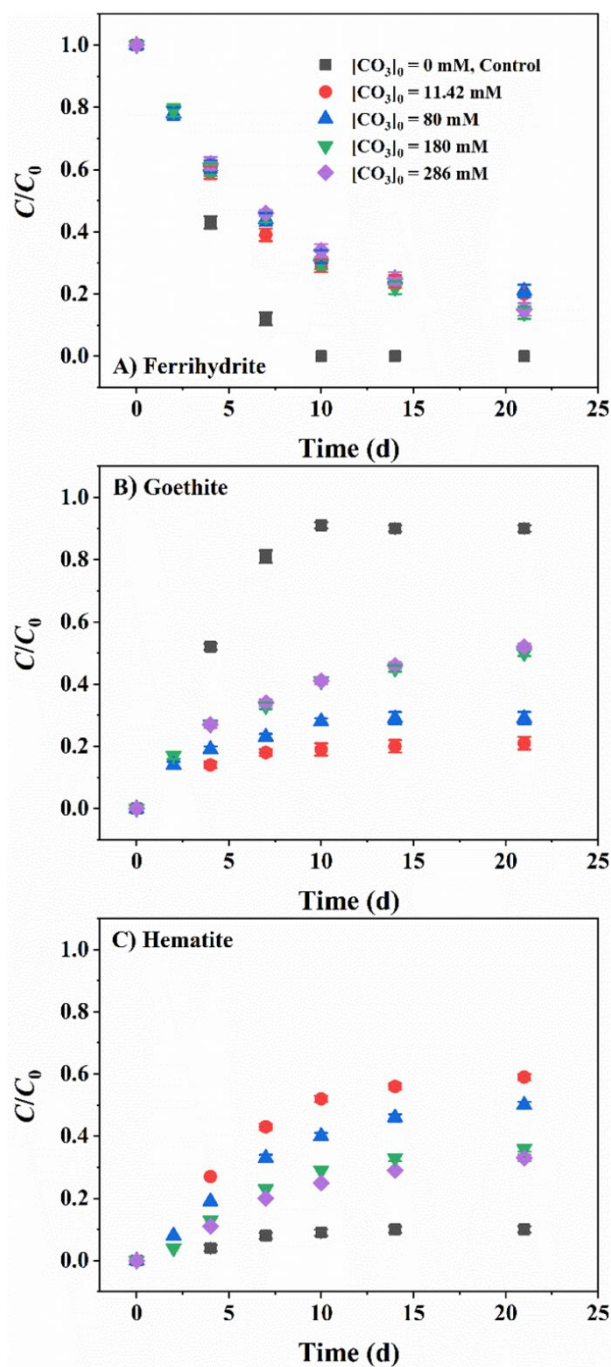 1.0
0.8
0.6
0.4
0.2
0.0
C/C₀
[CO₃]₀ = 0 mM, Control
[CO₃]₀ = 11.42 mM
[CO₃]₀ = 80 mM
[CO₃]₀ = 180 mM
[CO₃]₀ = 286 mM
A) Ferrihydrite
0 5 10 15 20 25
Time (d)
B) Goethite
1.0
0.8
0.6
0.4
0.2
0.0
C/C₀
0 5 10 15 20 25
Time (d)
C) Hematite
1.0
0.8
0.6
0.4
0.2
0.0
C/C₀
0 5 10 15 20 25
Time (d)